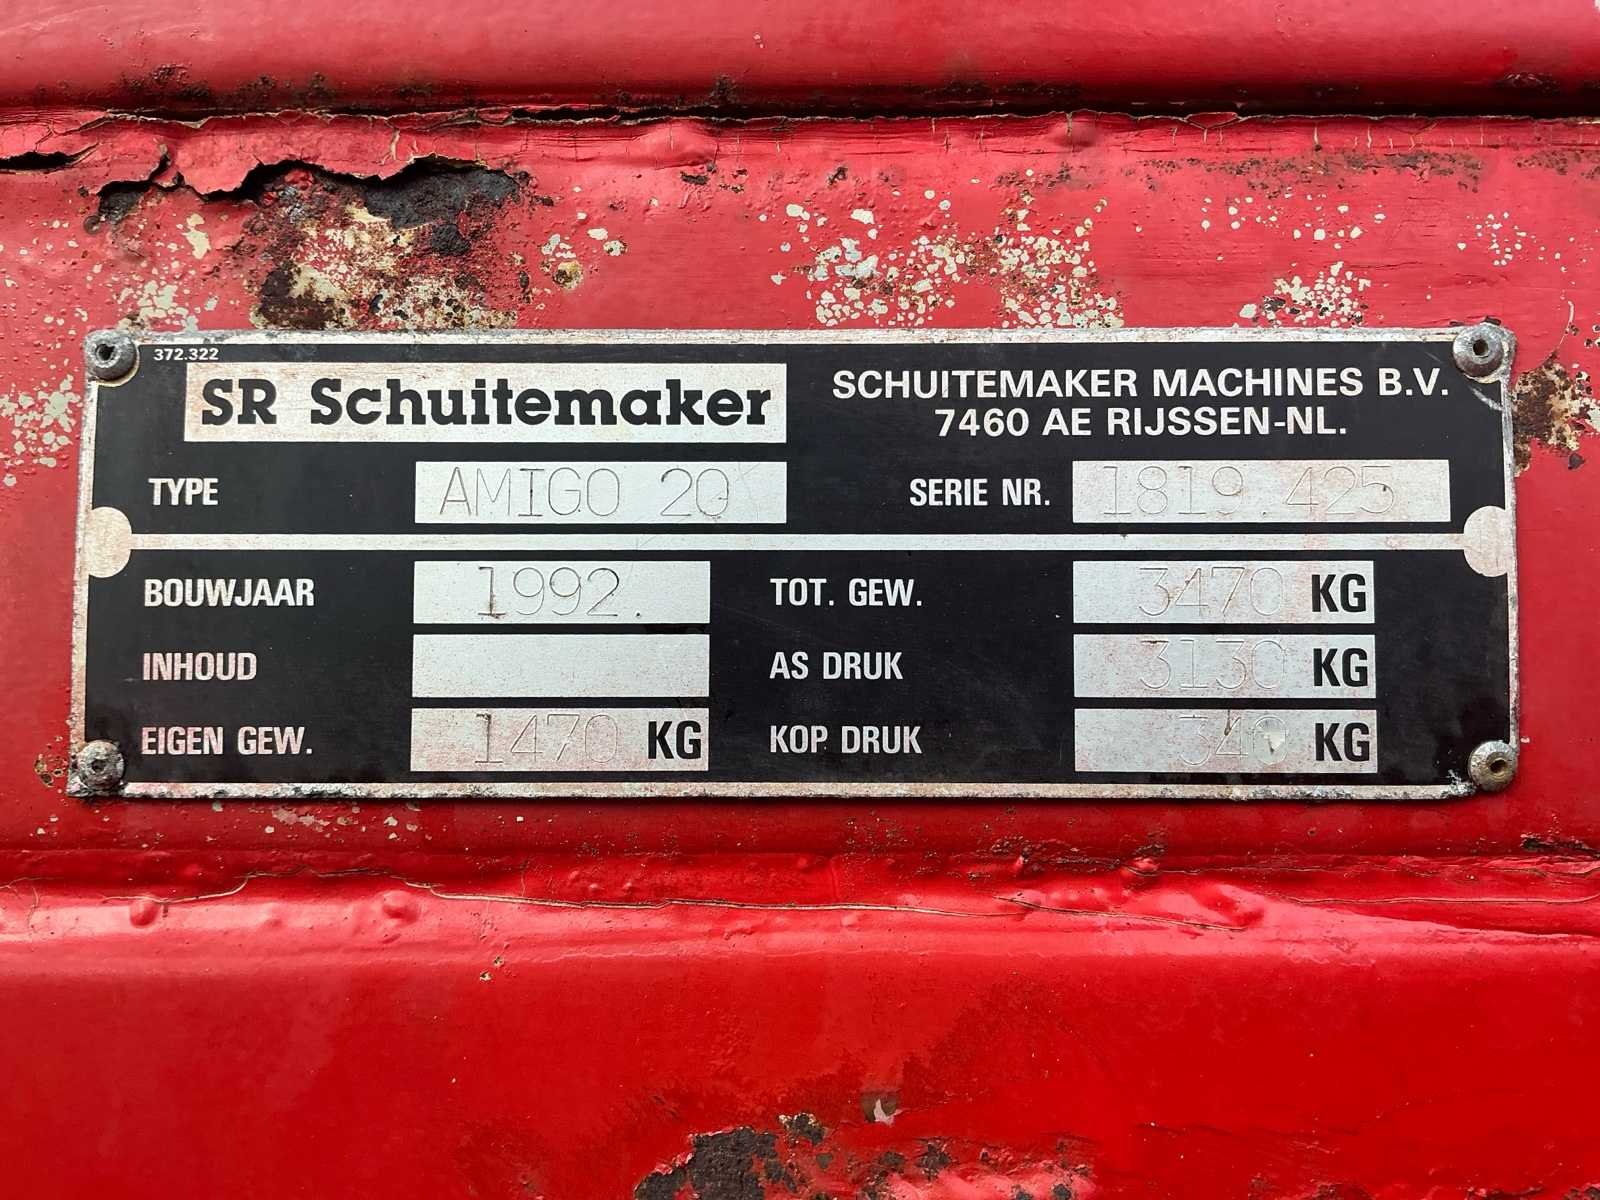 372.322
SR Schuitemaker
SCHUITEMAKER MACHINES B.V.
7460 AE RIJSSEN-NL.
TYPE AMIGO 20 SERIE NR. 1819.425
BOUWJAAR 1992. TOT. GEW. 3470 KG
INHOUD AS DRUK 3130 KG
EIGEN GEW. 1470 KG KOP DRUK 340 KG